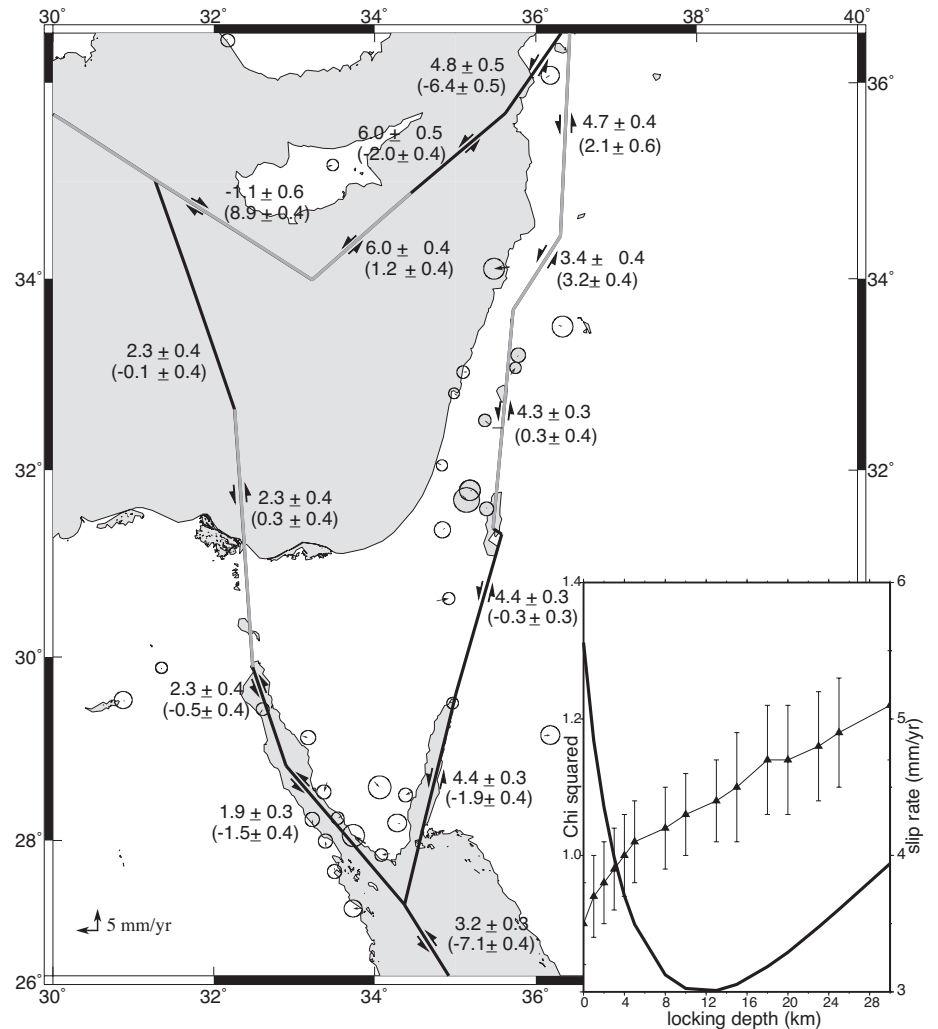 30˚ 32˚ 34˚ 36˚ 38˚ 40˚
36˚ 36˚
4.8 ± 0.5
(-6.4± 0.5)
4.7 ± 0.4
(2.1± 0.6)
6.0 ± 0.5
(-2.0± 0.4)
-1.1 ± 0.6
(8.9 ± 0.4)
6.0 ± 0.4
(1.2 ± 0.4)
3.4 ± 0.4
(3.2± 0.4)
34˚ 34˚
2.3 ± 0.4
(-0.1 ± 0.4)
4.3 ± 0.3
(0.3± 0.4)
32˚ 32˚
2.3 ± 0.4
(0.3 ± 0.4)
4.4 ± 0.3
(-0.3± 0.3)
30˚
2.3 ± 0.4
(-0.5± 0.4)
4.4 ± 0.3
(-1.9± 0.4)
1.9 ± 0.3
(-1.5± 0.4)
28˚
5 mm/yr
3.2 ± 0.3
(-7.1± 0.4)
26˚
30˚ 32˚ 34˚ 36˚
1.4 6
1.2 5
Chi squared
slip rate (mm/yr)
1.0 4
3
0 4 8 12 16 20 24 28
locking depth (km)